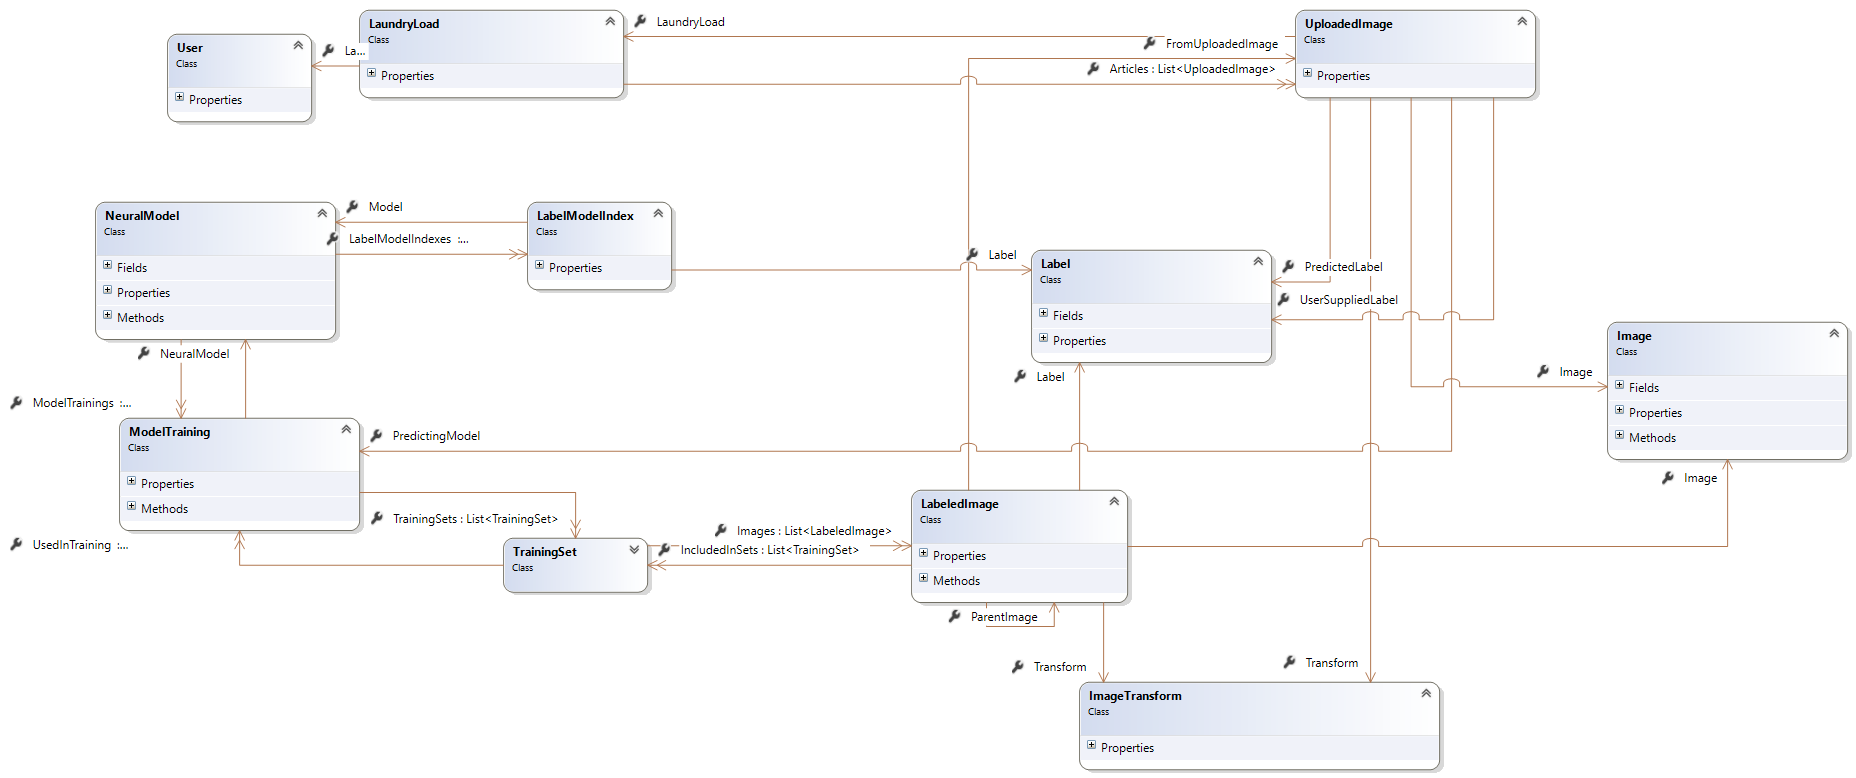 LaundryLoad
Class
Properties
LaundryLoad
UploadedImage
Class
Properties
User
Class
Properties
La...
FromUploadedImage
Articles : List<UploadedImage>
NeuralModel
Class
Fields
Properties
Methods
Model
LabelModelIndexes :...
LabelModelIndex
Class
Properties
Label
Label
Class
Fields
Properties
PredictedLabel
UserSuppliedLabel
Image
Class
Fields
Properties
Methods
Image
NeuralModel
ModelTrainings :...
Label
ModelTraining
Class
Properties
Methods
PredictingModel
TrainingSets : List<TrainingSet>
UsedInTraining :...
TrainingSet
Class
Images : List<LabeledImage>
IncludedInSets : List<TrainingSet>
LabeledImage
Class
Properties
Methods
Image
ParentImage
Transform
Transform
ImageTransform
Class
Properties